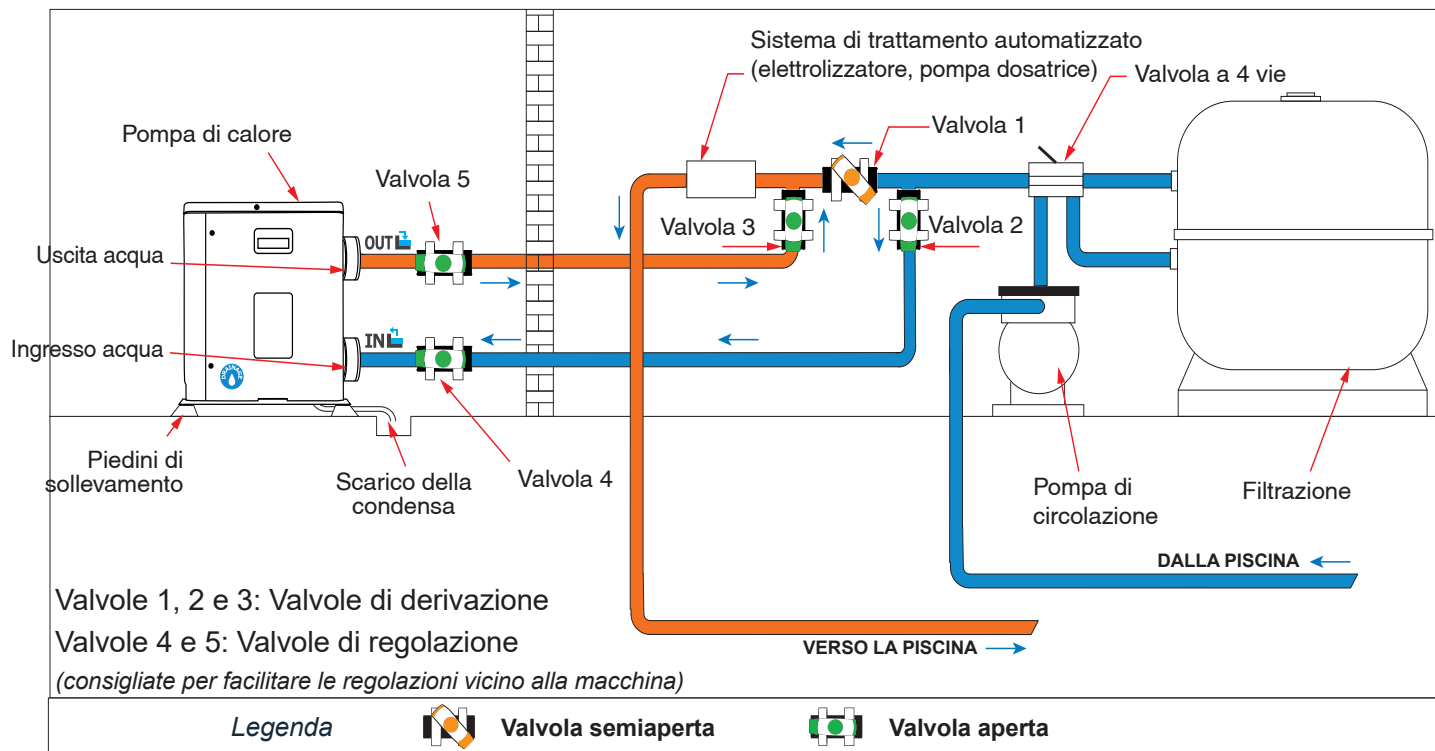 Sistema di trattamento automatizzato
(elettrolizzatore, pompa dosatrice)
Valvola a 4 vie
Pompa di calore
Valvola 1
Valvola 5
Valvola 3
Valvola 2
Uscita acqua
OUT
Ingresso acqua
IN
DRAINAGE
Piedini di
sollevamento
Scarico della
condensa
Valvola 4
Pompa di
circolazione
Filtrazione
DALLA PISCINA
Valvole 1, 2 e 3: Valvole di derivazione
Valvole 4 e 5: Valvole di regolazione
VERSO LA PISCINA
(consigliate per facilitare le regolazioni vicino alla macchina)
Legenda
Valvola semiaperta
Valvola aperta